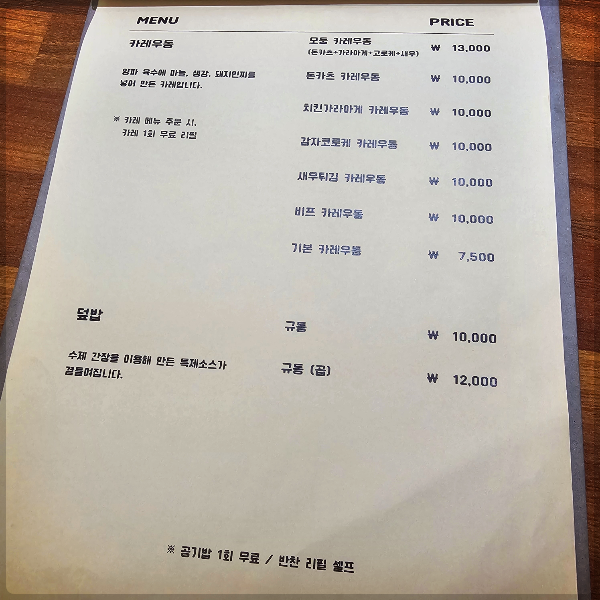 MENU PRICE
카레우동 모둠 카레우동 ₩ 13,000
(돈카츠+가라아게+고로케+새우)
돈카츠 카레우동 ₩ 10,000
양파 육수에 마늘, 생강, 돼지민찌를
넣어 만든 카레입니다.
치킨가라아게 카레우동 ₩ 10,000
※ 카레 메뉴 주문 시,
카레 1회 무료 리필
감자코로케 카레우동 ₩ 10,000
새우튀김 카레우동 ₩ 10,000
비프 카레우동 ₩ 10,000
기본 카레우동 ₩ 7,500
덮밥 규동 ₩ 10,000
수제 간장을 이용해 만든 특제소스가
곁들여집니다.
규동 (곱) ₩ 12,000
※ 공기밥 1회 무료 / 반찬 리필 셀프